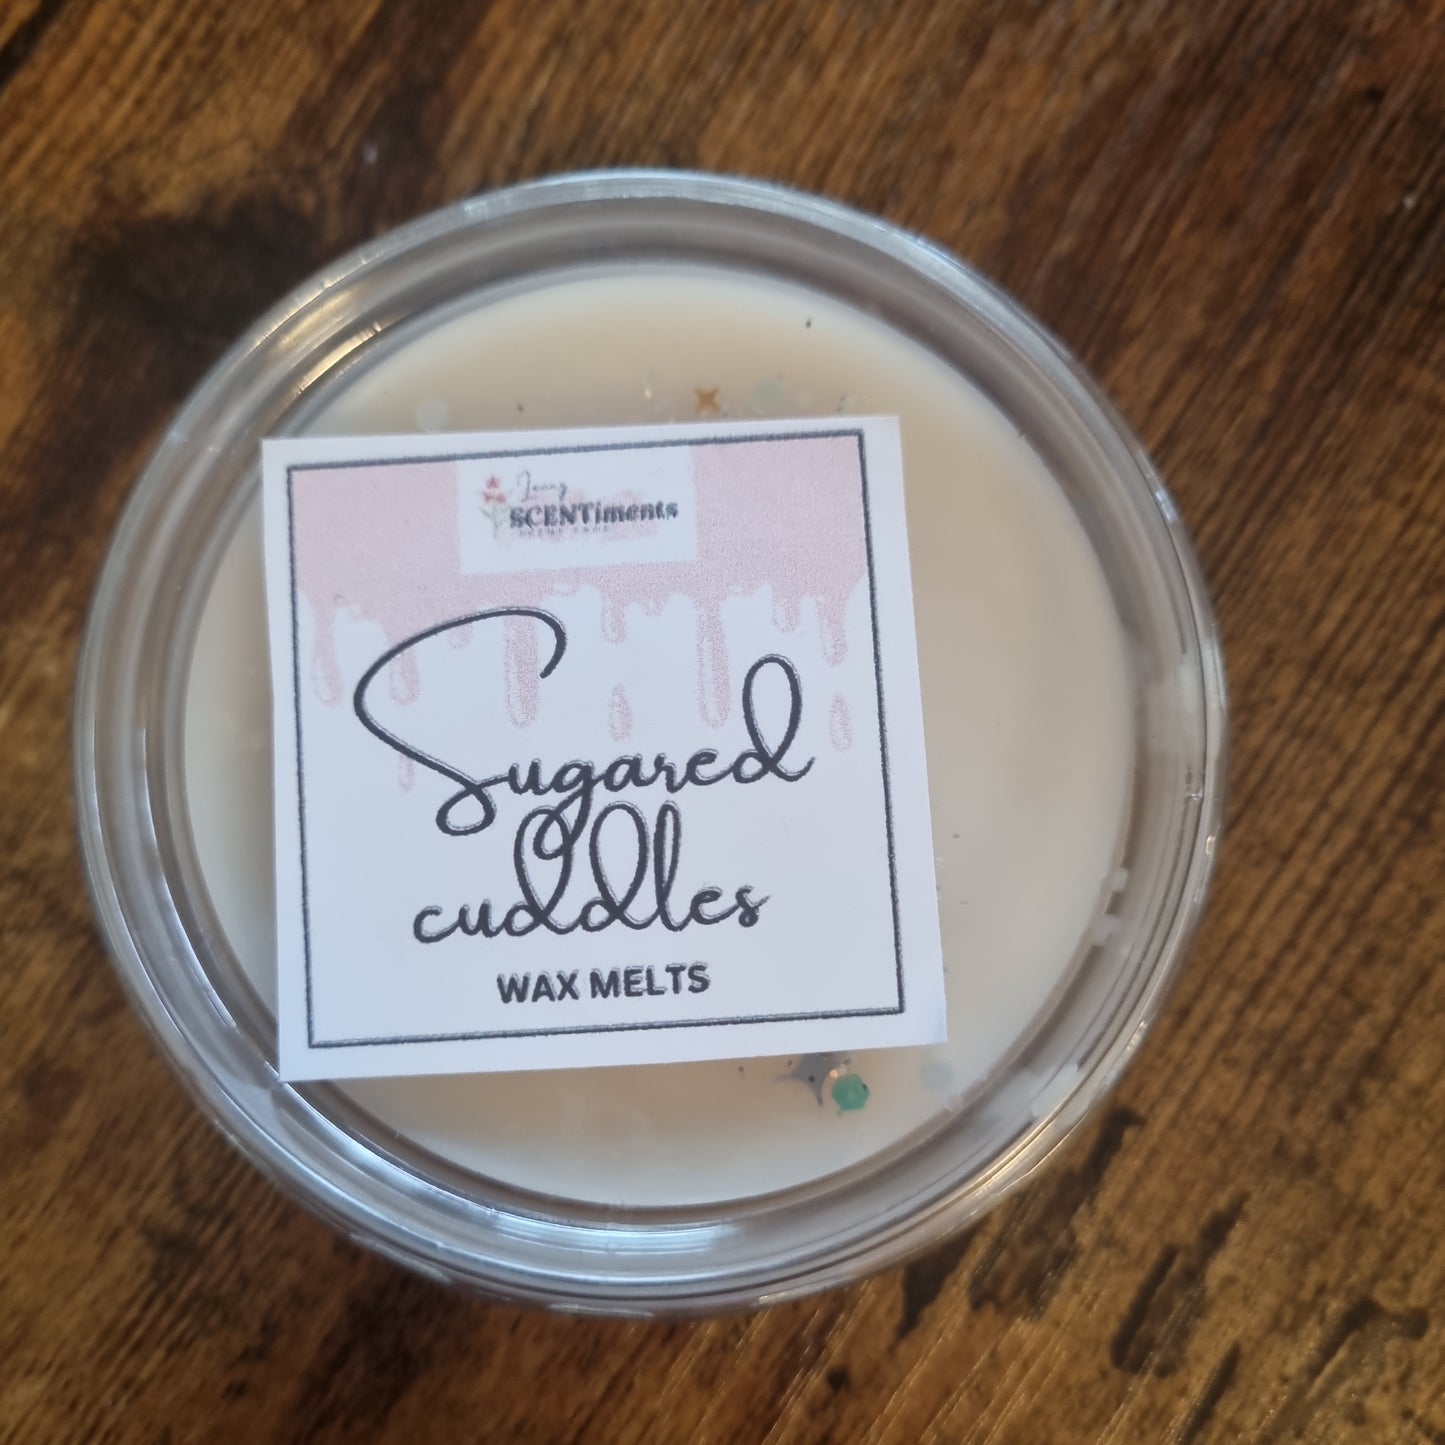 SCENTiments
Sugared
cuddles
WAX MELTS